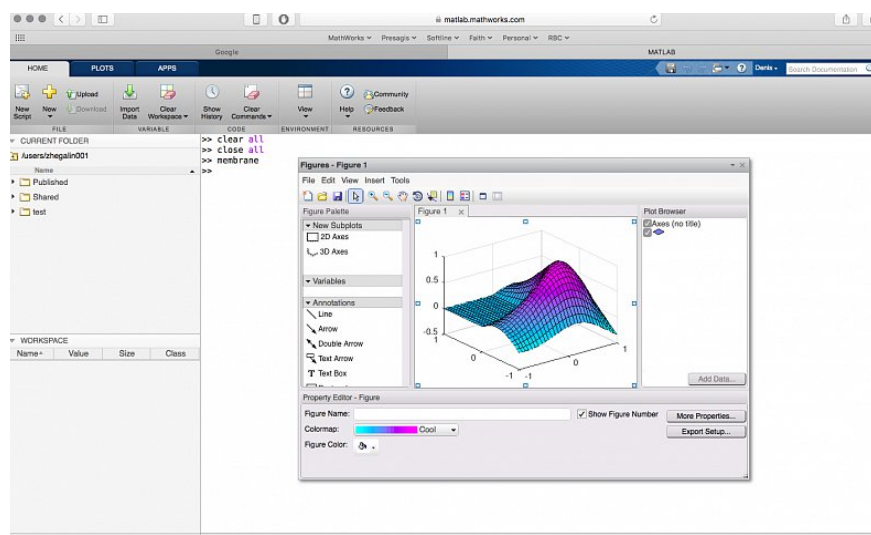 matlab.mathworks.com
MathWorks Presagis Softline Faith Personal RBC
Google MATLAB
HOME PLOTS APPS
Denis Search Documentation
New Script New Upload Download Import Data Clear Workspace Show History Clear Commands View Help Community Feedback
FILE VARIABLE CODE ENVIRONMENT RESOURCES
CURRENT FOLDER
/users/zhegalin001
Name
Published
Shared
test
WORKSPACE
Name Value Size Class
>> clear all
>> close all
>> membrane
>>
Figures - Figure 1
File Edit View Insert Tools
Figure Palette
New Subplots
2D Axes
3D Axes
Variables
Annotations
Line
Arrow
Double Arrow
Text Arrow
T Text Box
Figure 1 x
1
0.5
0
-0.5
1
0
-1
-1
0
1
Plot Browser
Axes (no title)
Add Data...
Property Editor - Figure
Figure Name:
Show Figure Number
More Properties...
Colormap: Cool
Export Setup...
Figure Color: